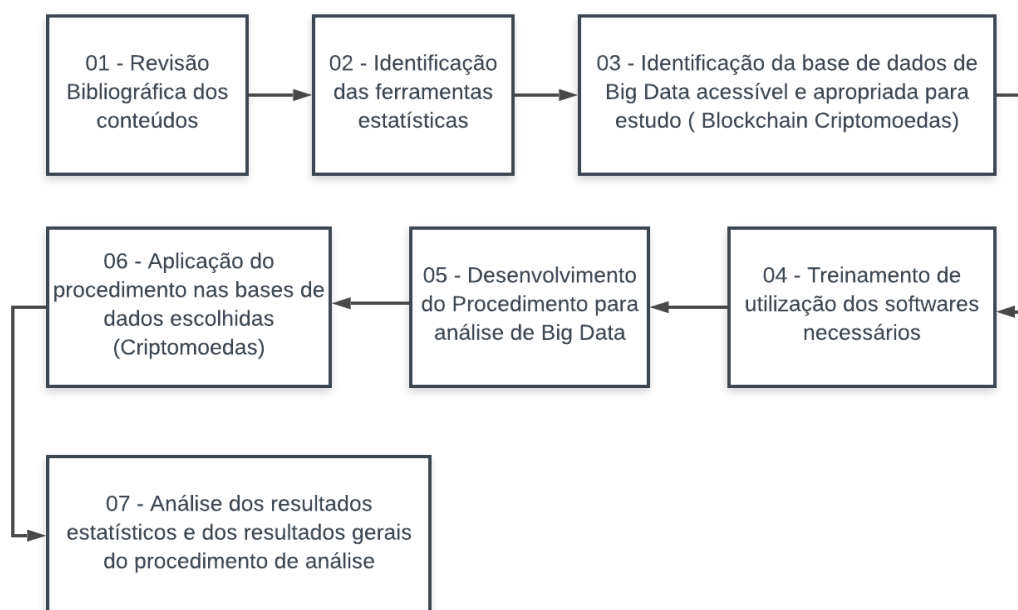 01 - Revisão
Bibliográfica dos
conteúdos
02 - Identificação
das ferramentas
estatísticas
03 - Identificação da base de dados de
Big Data acessível e apropriada para
estudo ( Blockchain Criptomoedas)
04 - Treinamento de
utilização dos softwares
necessários
05 - Desenvolvimento
do Procedimento para
análise de Big Data
06 - Aplicação do
procedimento nas bases de
dados escolhidas
(Criptomoedas)
07 - Análise dos resultados
estatísticos e dos resultados gerais
do procedimento de análise